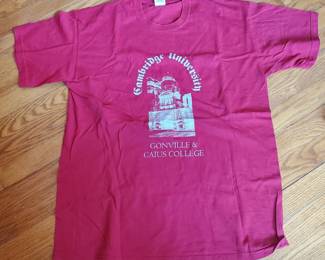 Cambridge University
GONVILLE &
CAIUS COLLEGE